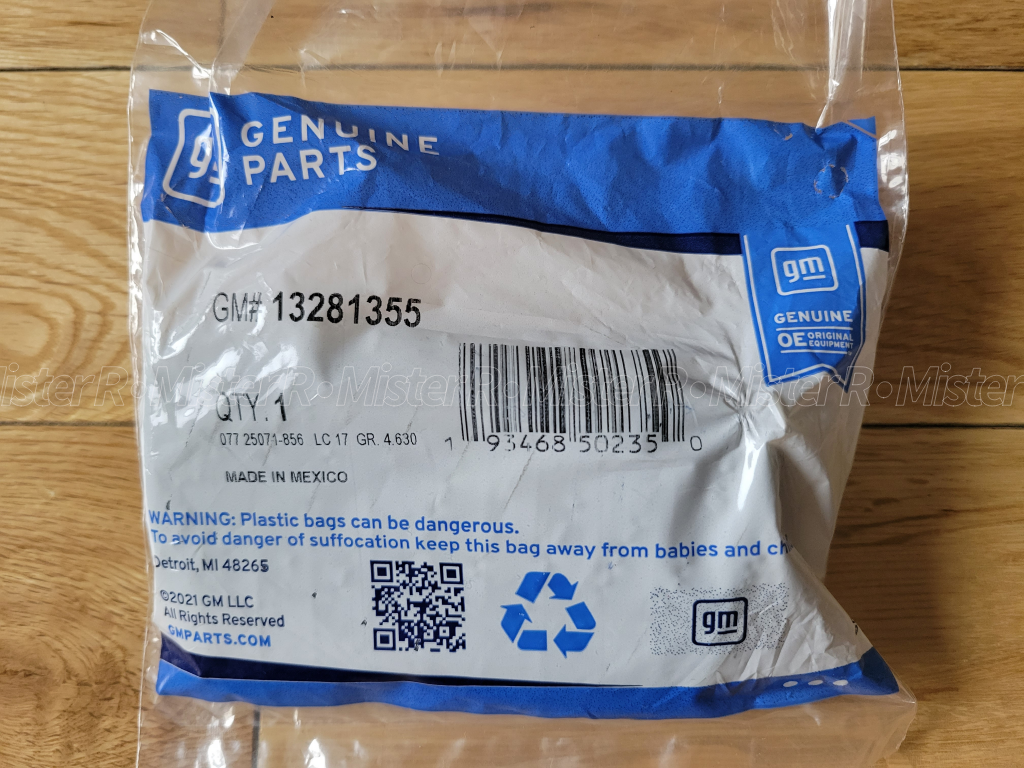 gm
GENUINE
PARTS
gm
GENUINE
OE ORIGINAL
EQUIPMENT
GM# 13281355
QTY. 1
077 25071-856 LC 17 GR. 4.630
1 93468 50235 0
MADE IN MEXICO
WARNING: Plastic bags can be dangerous.
To avoid danger of suffocation keep this bag away from babies and
Detroit, MI 48265
©2021 GM LLC
All Rights Reserved
GMPARTS.COM
gm
Mister R•Mister R•Mister R•Mister R•Mister R•Mister R•Mister